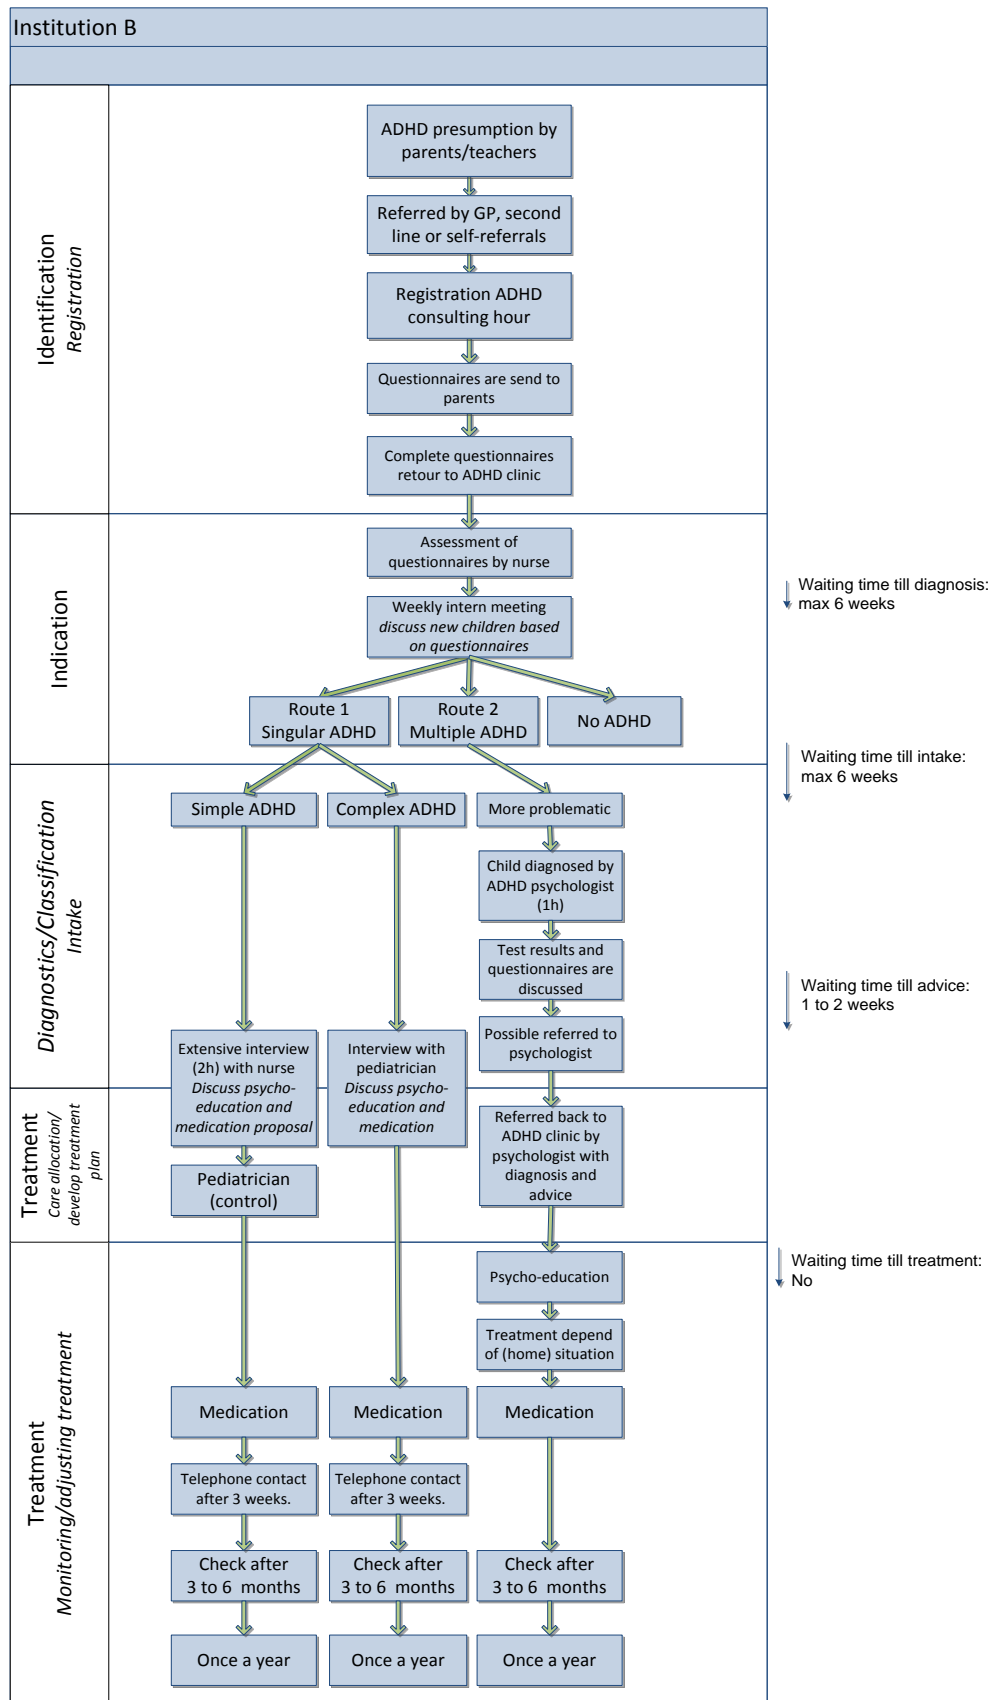 Institution B
Identification
Registration
ADHD presumption by
parents/teachers
Referred by GP, second
line or self-referrals
Registration ADHD
consulting hour
Questionnaires are send to
parents
Complete questionnaires
retour to ADHD clinic
Indication
Assessment of
questionnaires by nurse
Weekly intern meeting
discuss new children based
on questionnaires
Route 1
Singular ADHD
Route 2
Multiple ADHD
No ADHD
Waiting time till diagnosis:
max 6 weeks
Waiting time till intake:
max 6 weeks
Diagnostics/Classification
Intake
Simple ADHD
Complex ADHD
More problematic
Child diagnosed by
ADHD psychologist
(1h)
Test results and
questionnaires are
discussed
Possible referred to
psychologist
Extensive interview
(2h) with nurse
Discuss psycho-
education and
medication proposal
Interview with
pediatrician
Discuss psycho-
education and
medication
Waiting time till advice:
1 to 2 weeks
Treatment
Care allocation/
develop treatment
plan
Pediatrician
(control)
Referred back to
ADHD clinic by
psychologist with
diagnosis and
advice
Waiting time till treatment:
No
Treatment
Monitoring/adjusting treatment
Psycho-education
Treatment depend
of (home) situation
Medication
Medication
Medication
Telephone contact
after 3 weeks.
Telephone contact
after 3 weeks.
Check after
3 to 6 months
Check after
3 to 6 months
Check after
3 to 6 months
Once a year
Once a year
Once a year